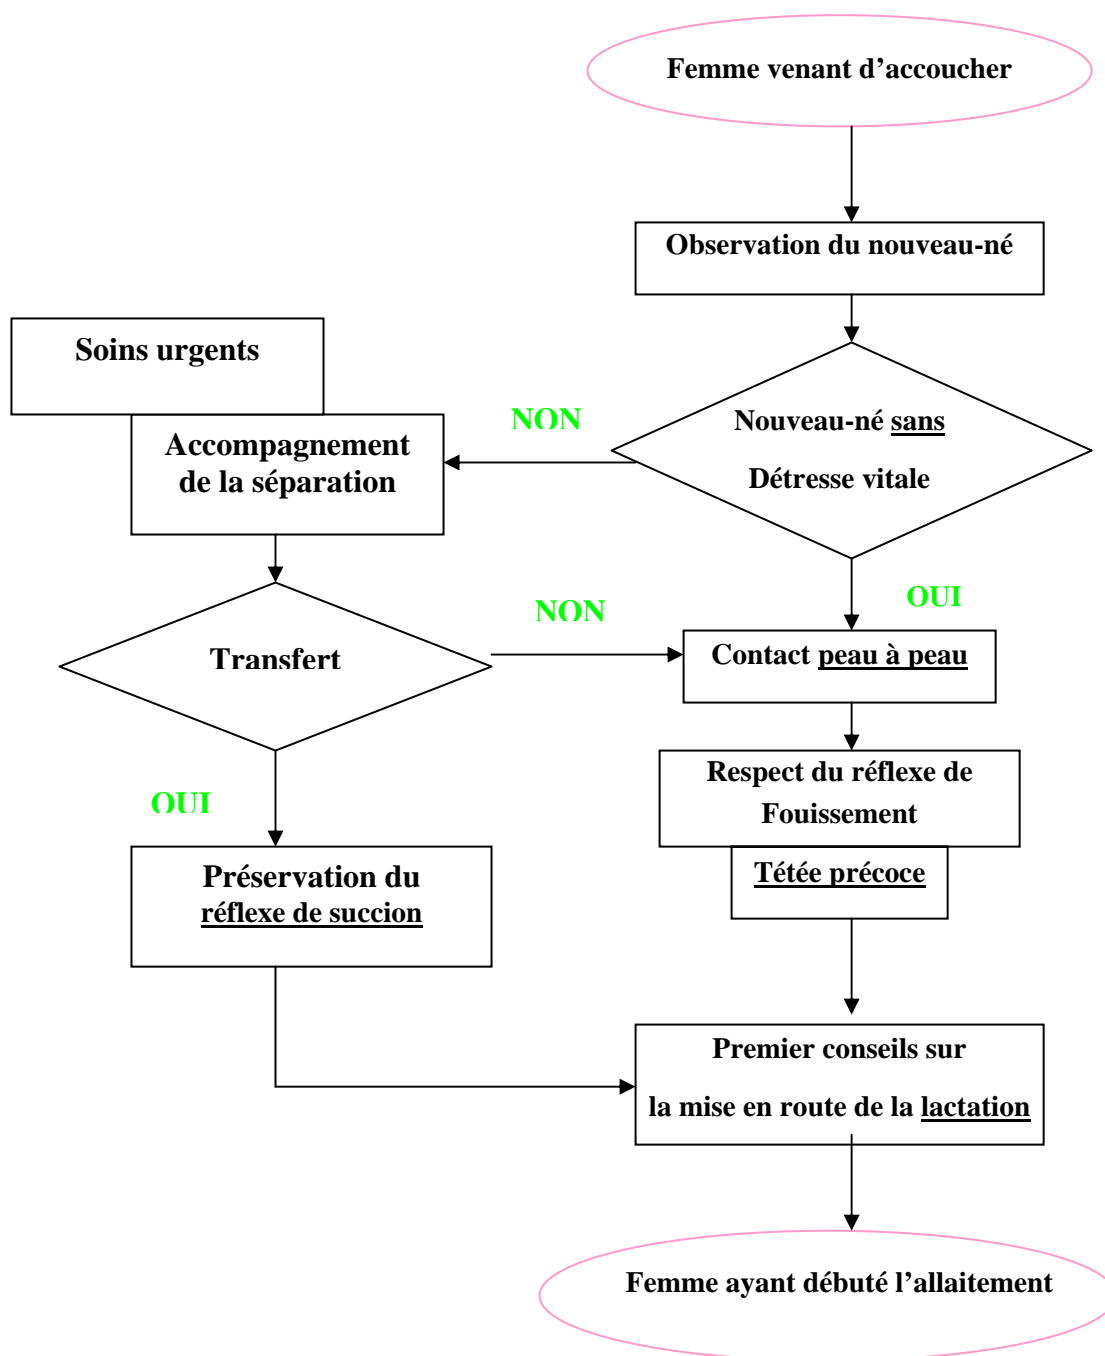 Femme venant d’accoucher
Observation du nouveau-né
Soins urgents
NON
Nouveau-né sans
Détresse vitale
Accompagnement
de la séparation
OUI
NON
Transfert
Contact peau à peau
Respect du réflexe de
Fouissement
OUI
Tétée précoce
Préservation du
réflexe de succion
Premier conseils sur
la mise en route de la lactation
Femme ayant débuté l’allaitement